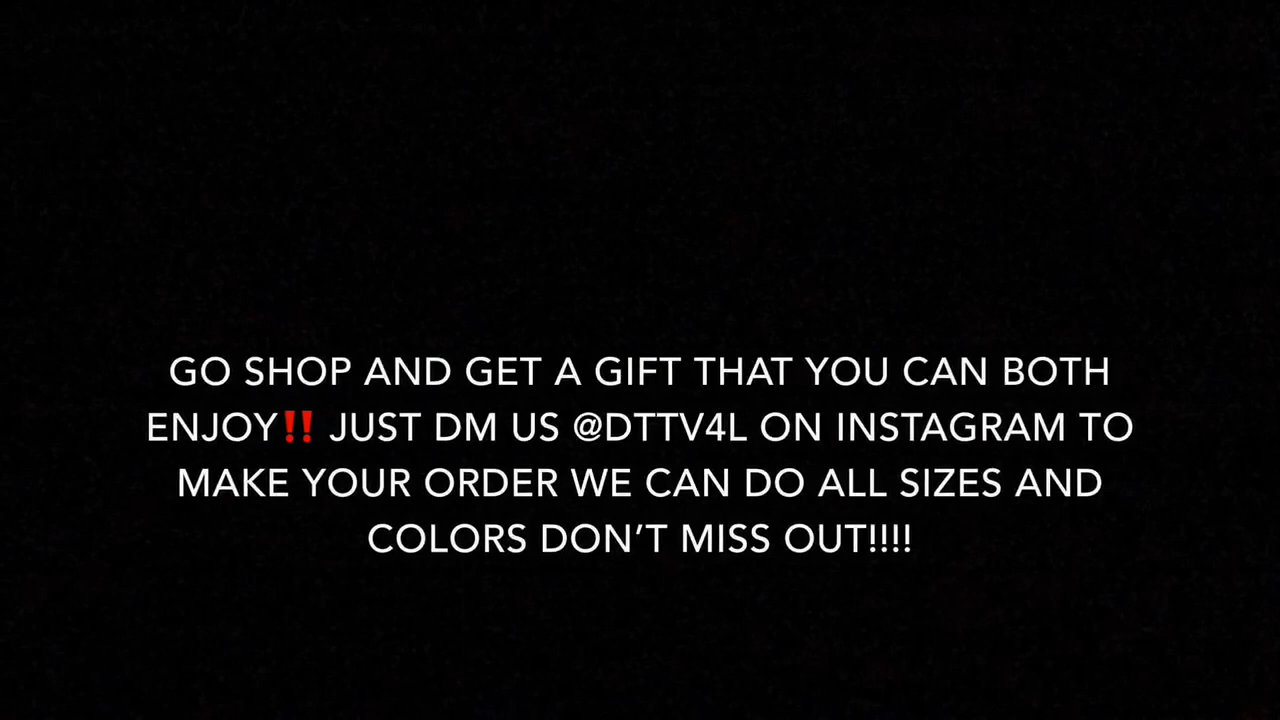 GO SHOP AND GET A GIFT THAT YOU CAN BOTH
ENJOY‼️ JUST DM US @DTTV4L ON INSTAGRAM TO
MAKE YOUR ORDER WE CAN DO ALL SIZES AND
COLORS DON’T MISS OUT!!!!